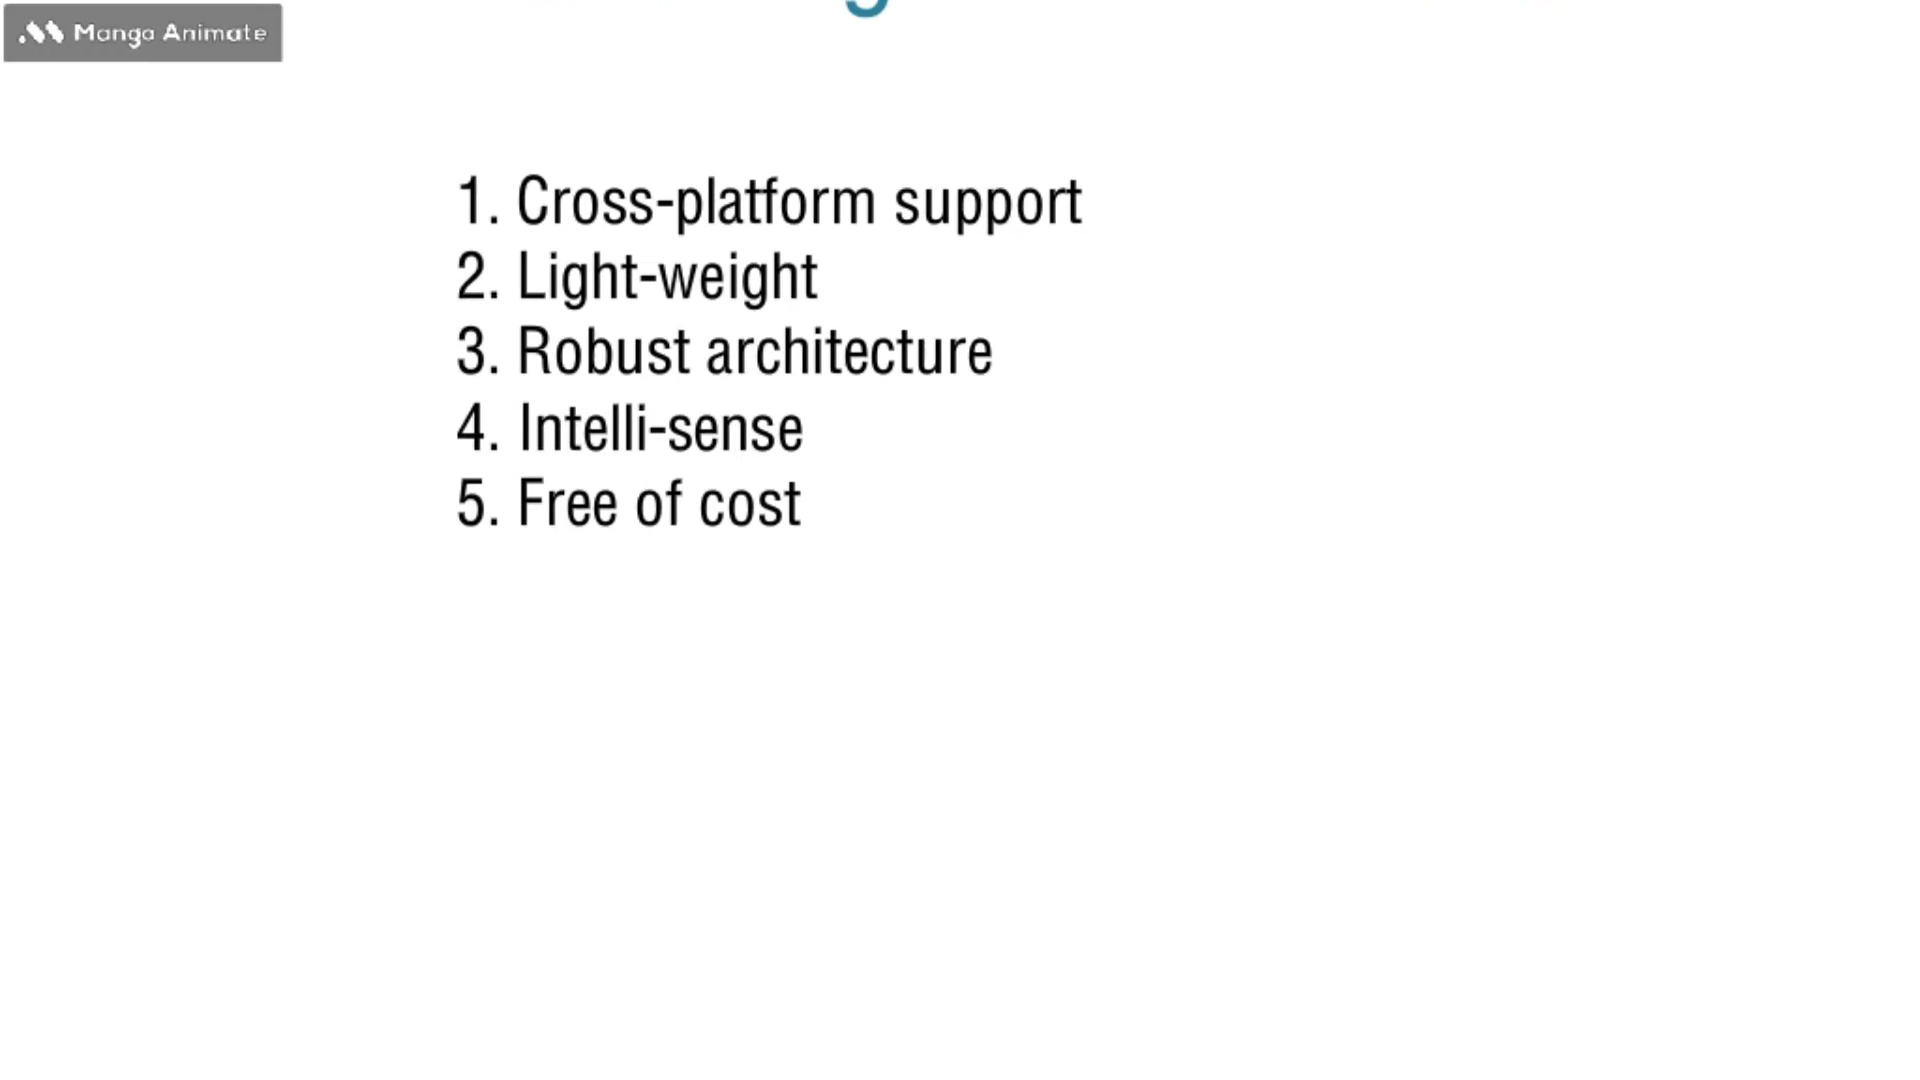 Manga Animate
1. Cross-platform support
2. Light-weight
3. Robust architecture
4. Intelli-sense
5. Free of cost